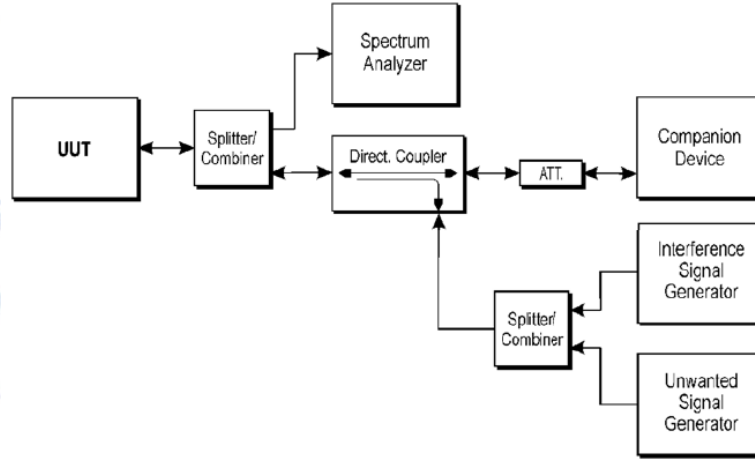 Spectrum
Analyzer
UUT
Splitter/
Combiner
Direct. Coupler
ATT.
Companion
Device
Interference
Signal
Generator
Splitter/
Combiner
Unwanted
Signal
Generator